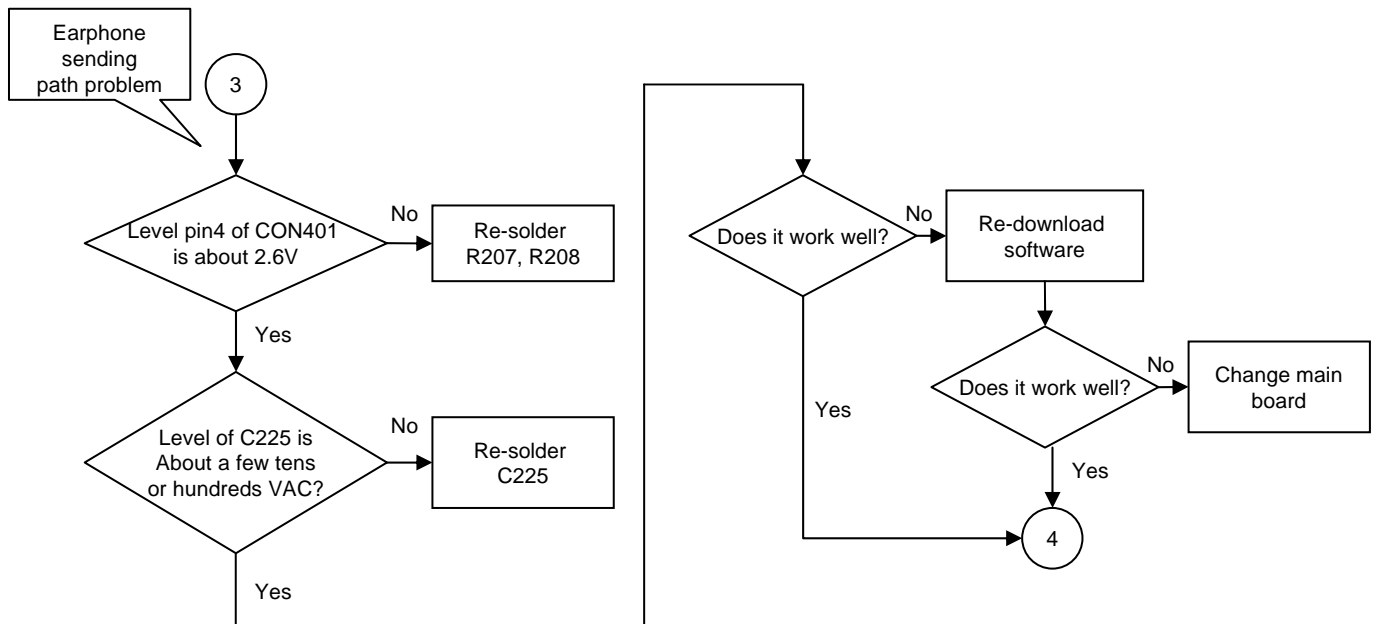 Earphone
sending
path problem
3
Level pin4 of CON401
is about 2.6V
No
Re-solder
R207, R208
Yes
Level of C225 is
About a few tens
or hundreds VAC?
No
Re-solder
C225
Yes
Does it work well?
No
Re-download
software
Yes
Does it work well?
No
Change main
board
Yes
4